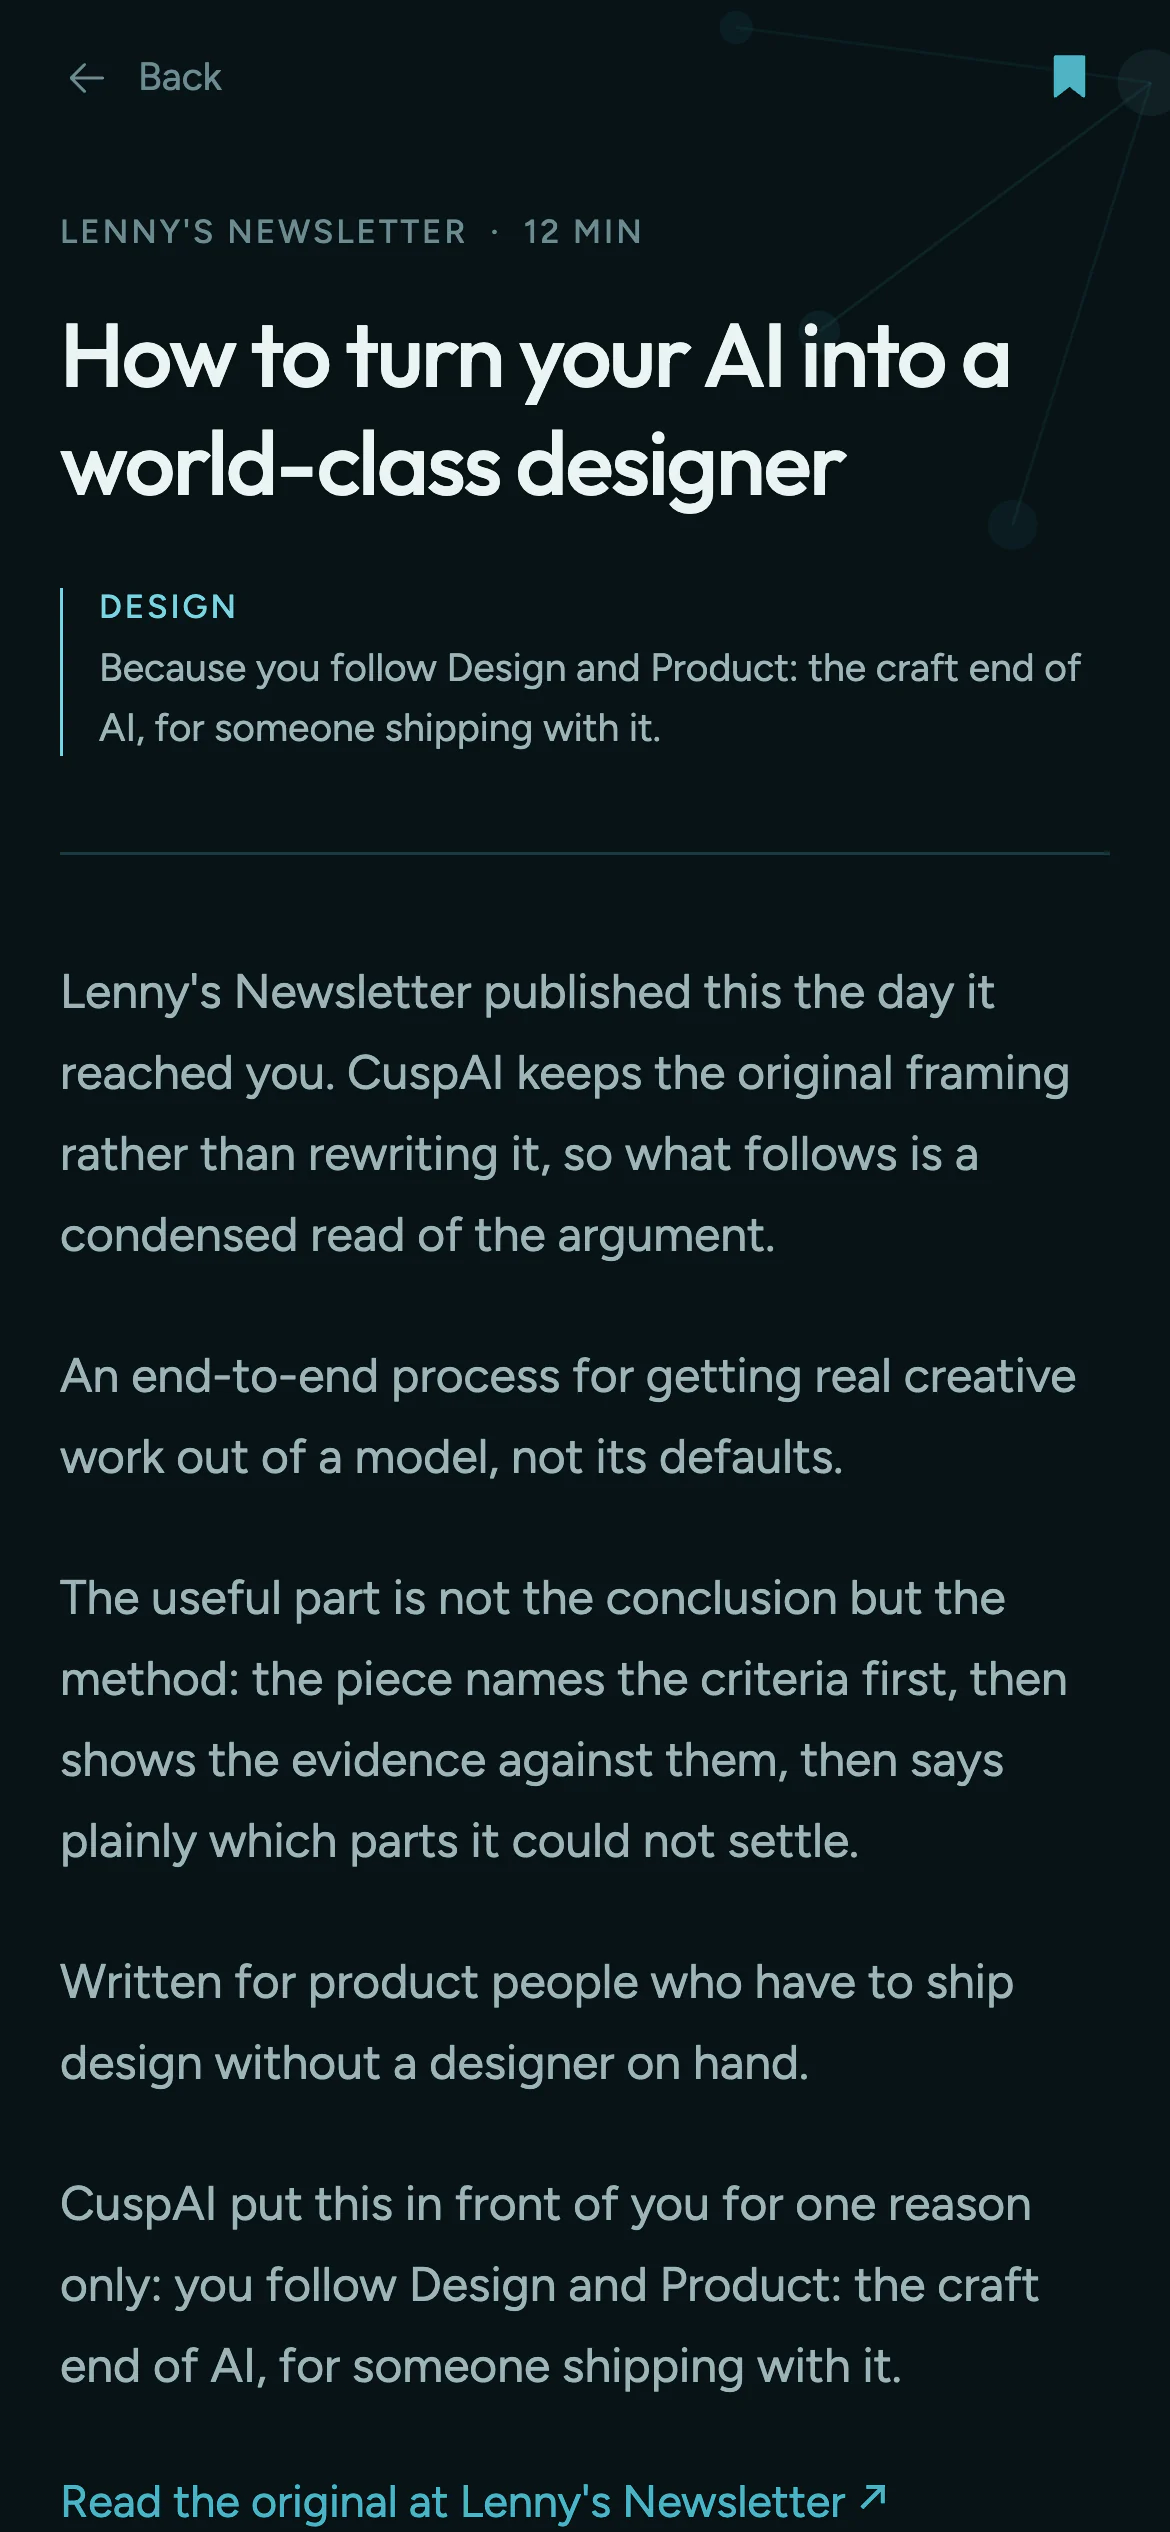 Back
LENNY'S NEWSLETTER · 12 MIN
How to turn your AI into a
world-class designer
DESIGN
Because you follow Design and Product: the craft end of
AI, for someone shipping with it.
Lenny's Newsletter published this the day it
reached you. CuspAI keeps the original framing
rather than rewriting it, so what follows is a
condensed read of the argument.
An end-to-end process for getting real creative
work out of a model, not its defaults.
The useful part is not the conclusion but the
method: the piece names the criteria first, then
shows the evidence against them, then says
plainly which parts it could not settle.
Written for product people who have to ship
design without a designer on hand.
CuspAI put this in front of you for one reason
only: you follow Design and Product: the craft
end of AI, for someone shipping with it.
Read the original at Lenny's Newsletter ↗